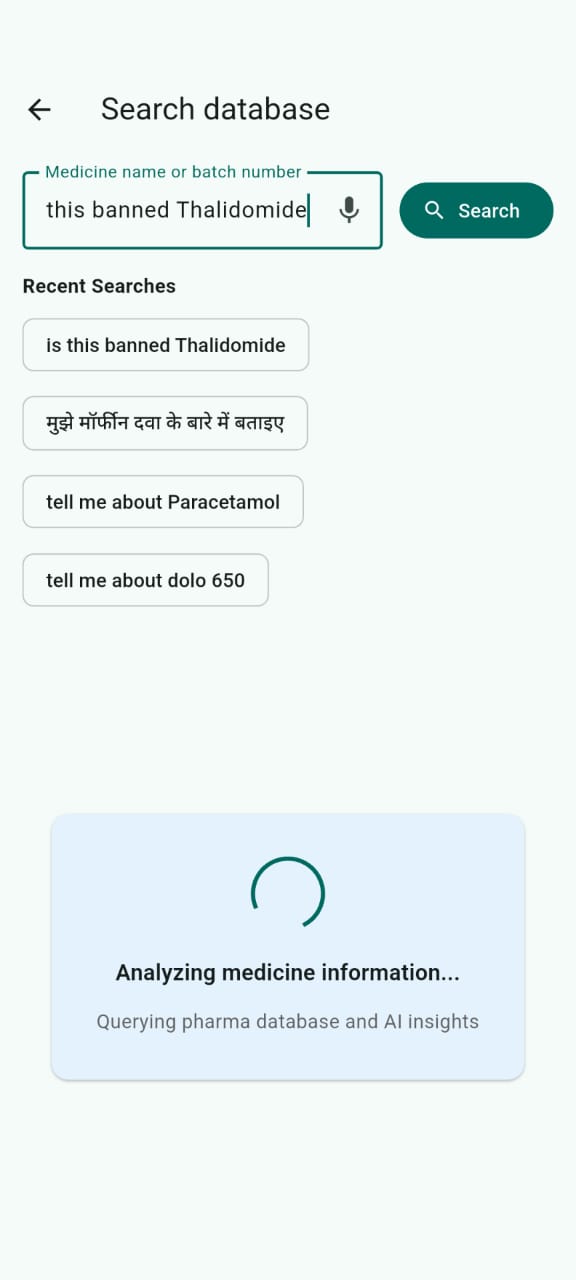 Search database
Medicine name or batch number
this banned Thalidomide
Search
Recent Searches
is this banned Thalidomide
मुझे मॉर्फीन दवा के बारे में बताइए
tell me about Paracetamol
tell me about dolo 650
Analyzing medicine information...
Querying pharma database and AI insights